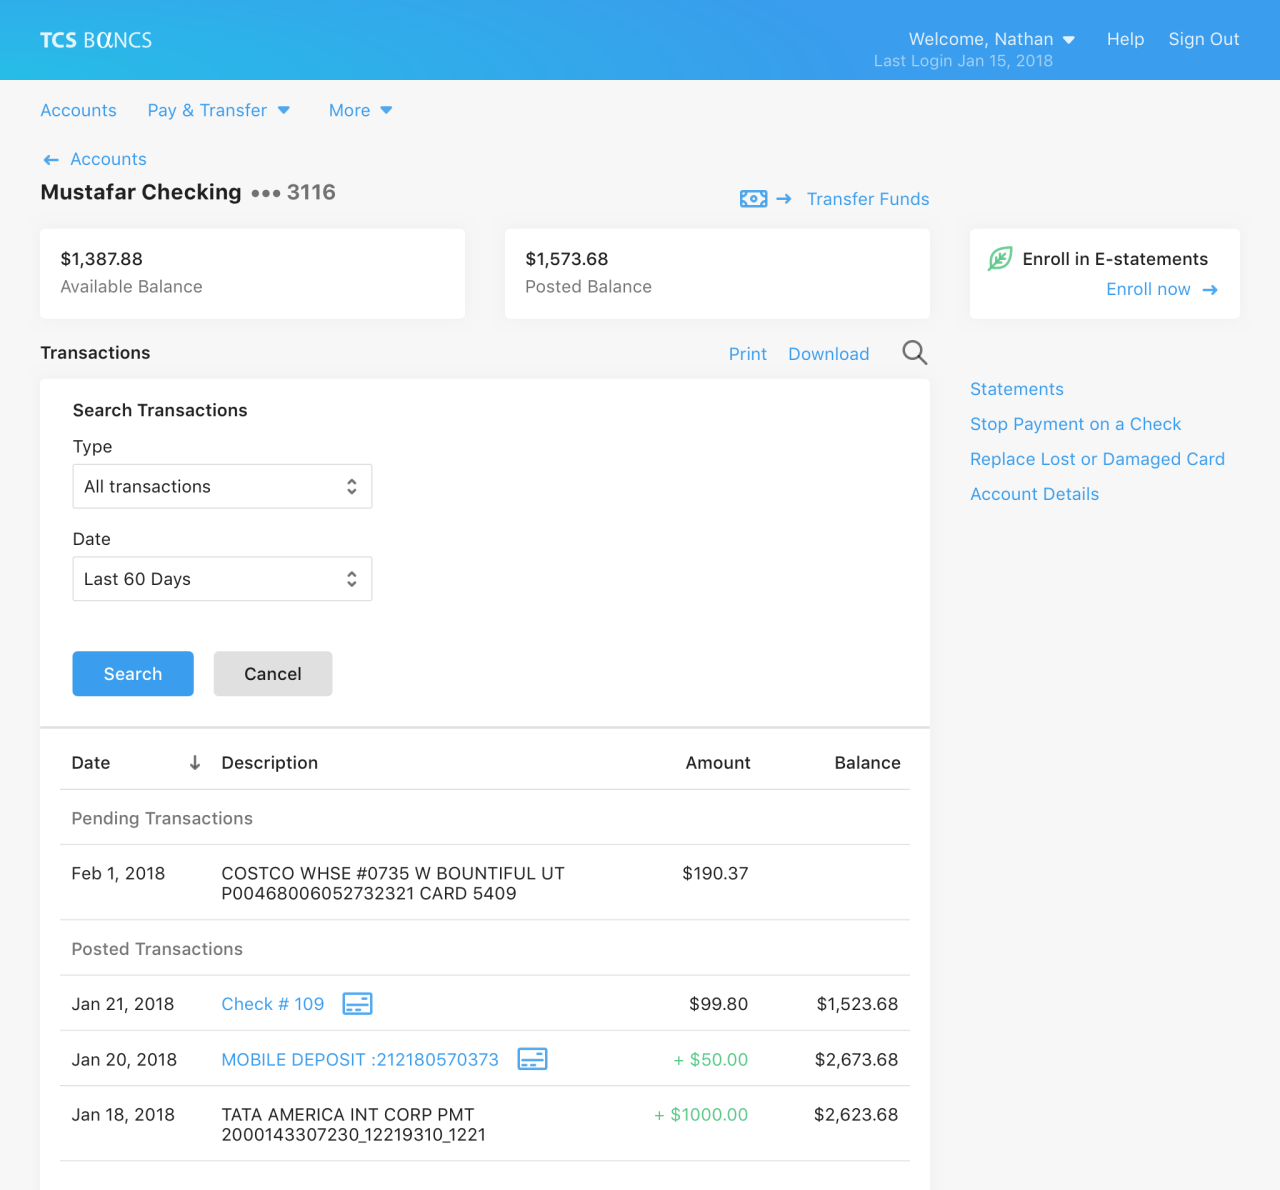 TCS BαNCS
Welcome, Nathan
Help
Sign Out
Last Login Jan 15, 2018
Accounts
Pay & Transfer
More
← Accounts
Mustafar Checking ••• 3116
→ Transfer Funds
$1,387.88
Available Balance
$1,573.68
Posted Balance
Enroll in E-statements
Enroll now →
Transactions
Print
Download
Statements
Stop Payment on a Check
Replace Lost or Damaged Card
Account Details
Search Transactions
Type
All transactions
Date
Last 60 Days
Search
Cancel
Date ↓ Description Amount Balance
Pending Transactions
Feb 1, 2018 COSTCO WHSE #0735 W BOUNTIFUL UT $190.37
P00468006052732321 CARD 5409
Posted Transactions
Jan 21, 2018 Check # 109 $99.80 $1,523.68
Jan 20, 2018 MOBILE DEPOSIT :212180570373 + $50.00 $2,673.68
Jan 18, 2018 TATA AMERICA INT CORP PMT + $1000.00 $2,623.68
2000143307230_12219310_1221